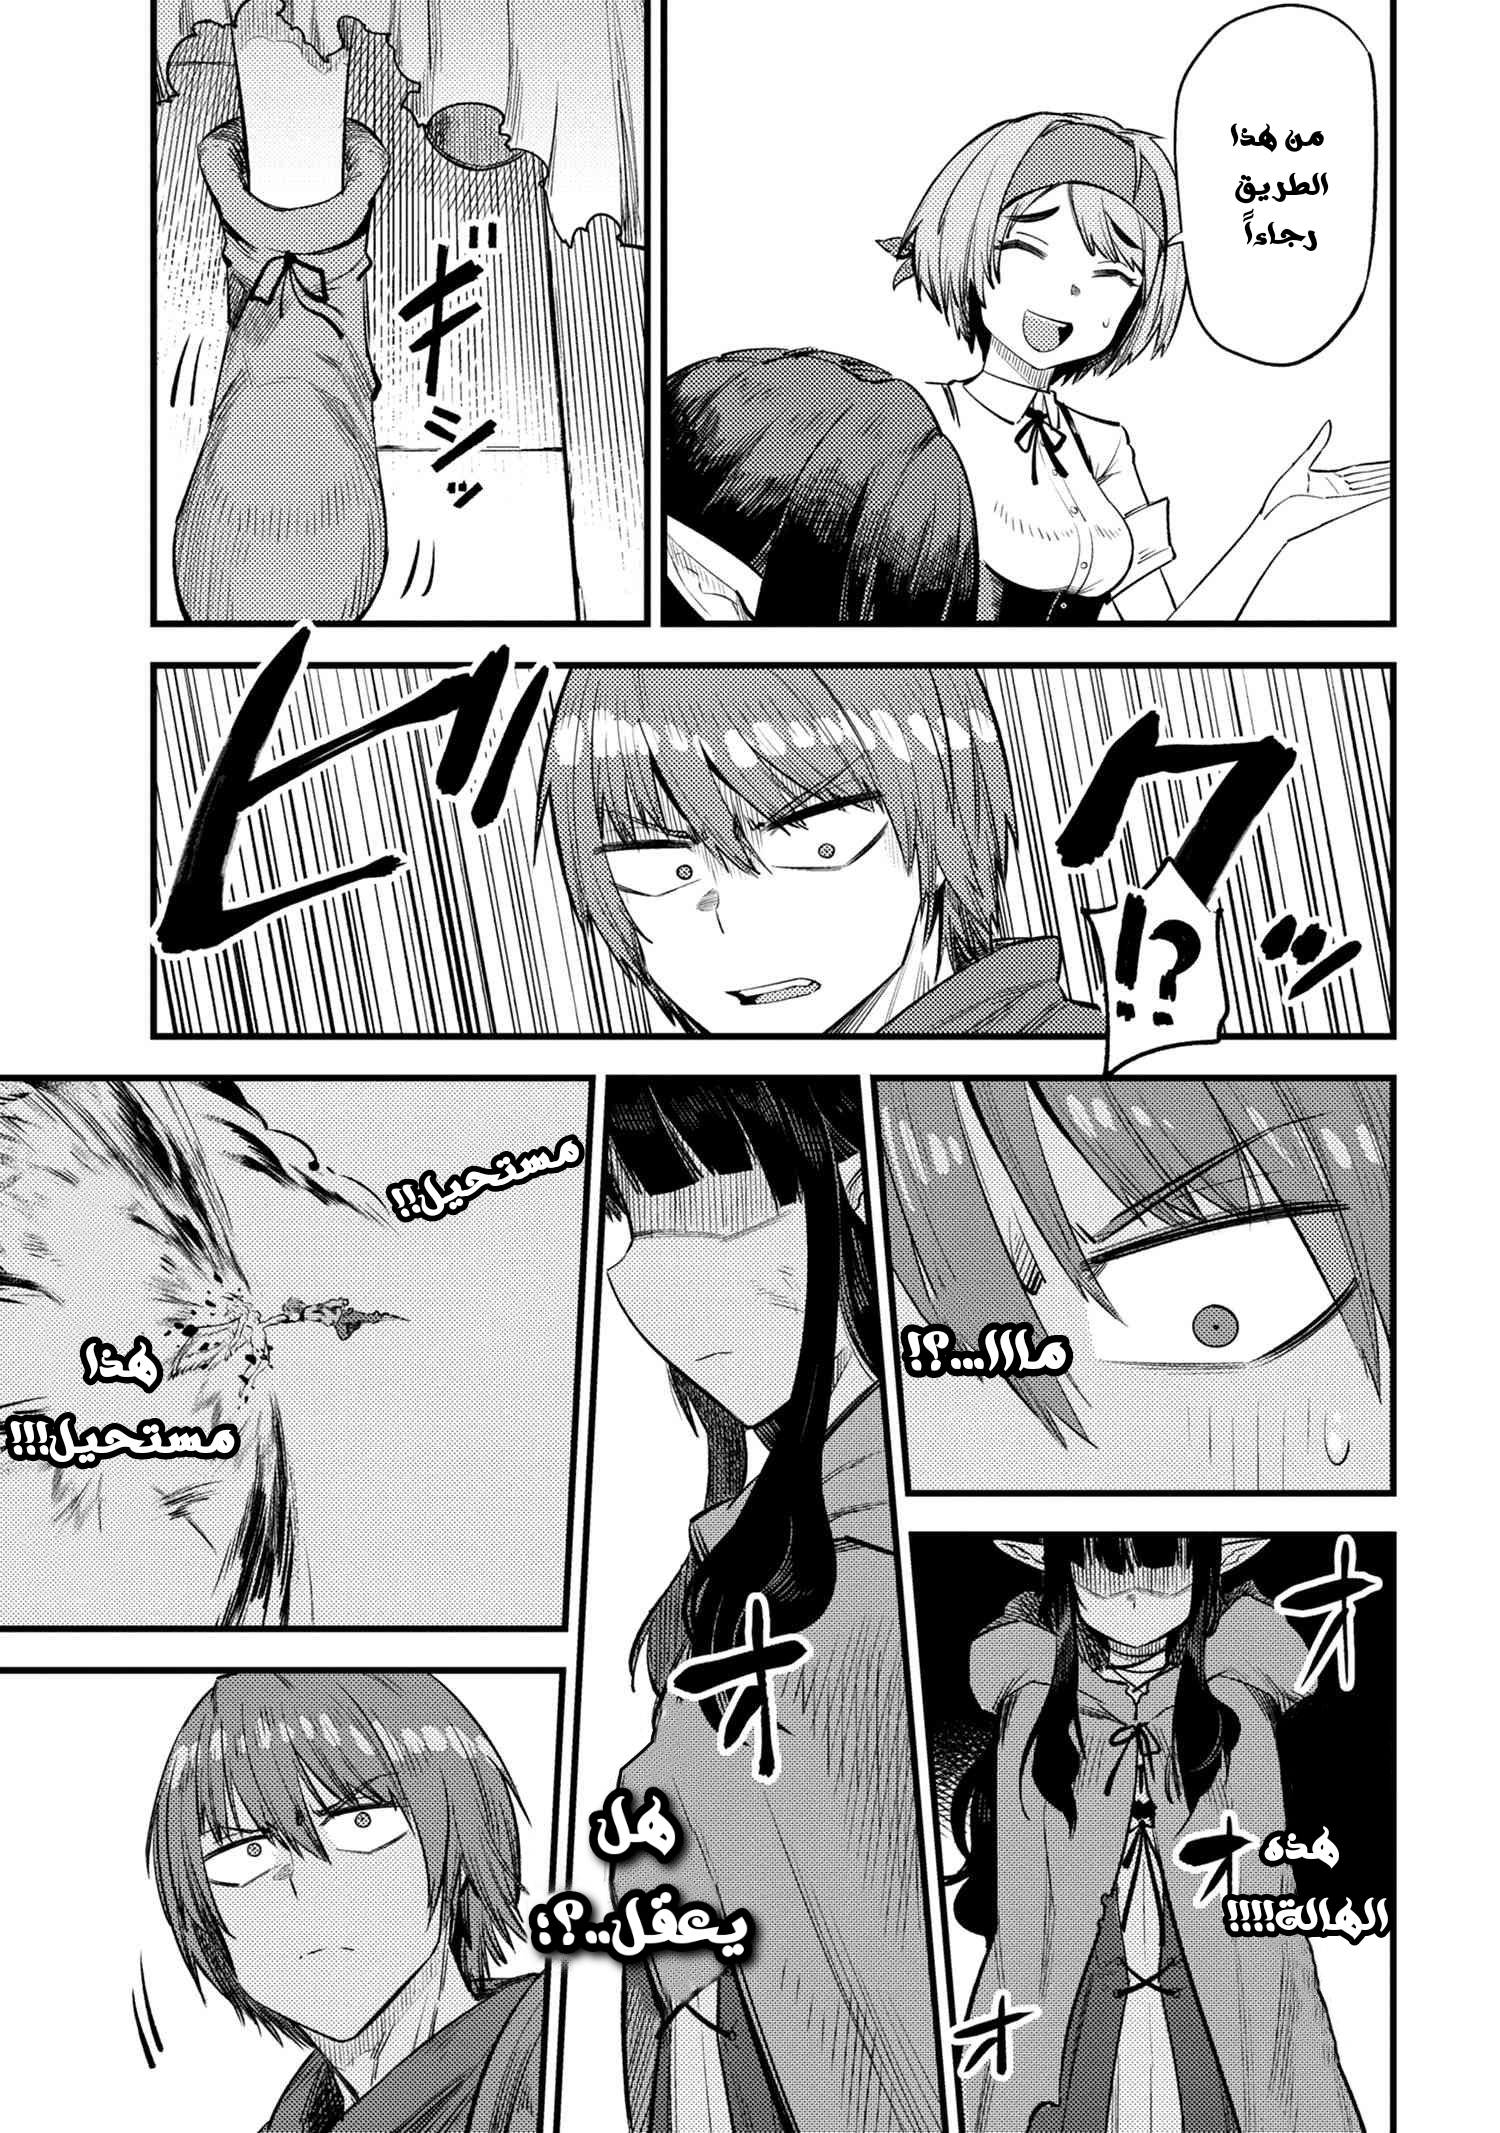 من هذا
الطريق
رجاءاً
ギシッ
ビクッ
!?
مااا...؟!
هذه
الهالة!!!!
オオオオ
هل
يعقل..؟!
مستحيل!!
هذا
مستحيل!!!